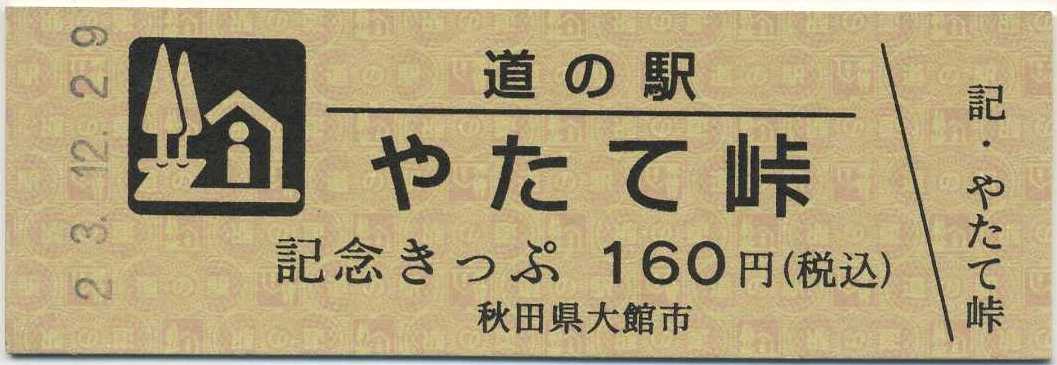 23.12.29
道の駅
やたて峠
記念きっぷ 160円(税込)
秋田県大館市
記・やたて峠